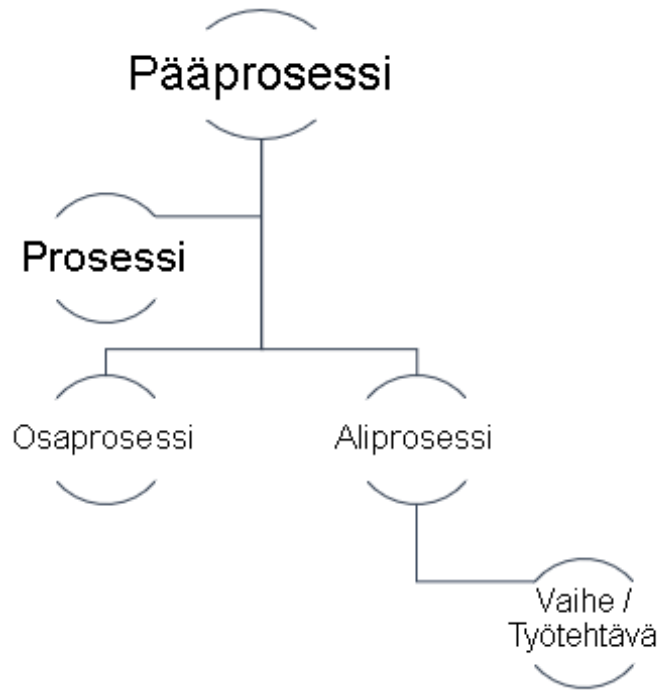 Pääprosessi
Prosessi
Osaprosessi
Aliprosessi
Vaihe /
Työtehtävä